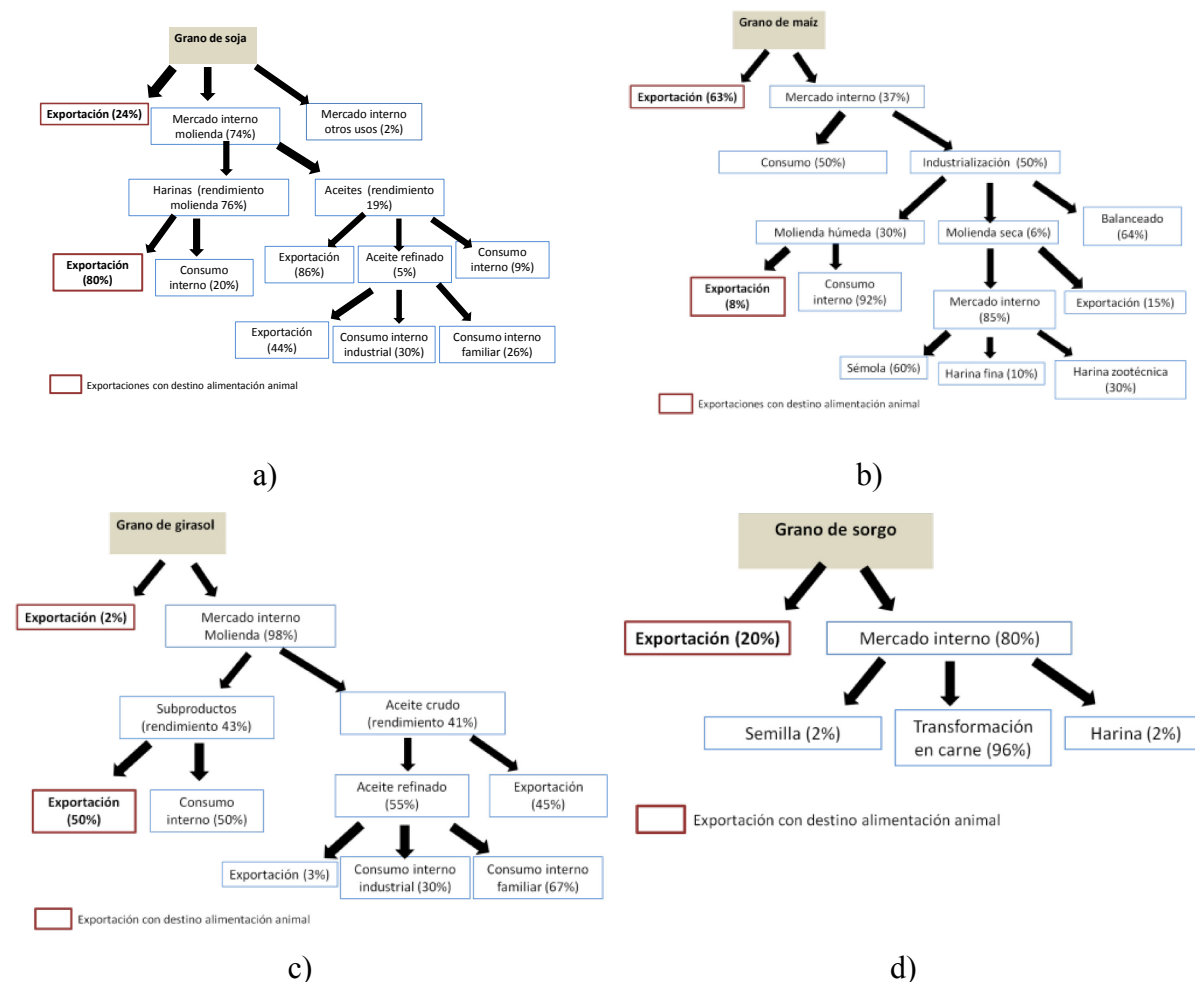 Grano de soja
Exportación (24%)
Mercado interno
molienda (74%)
Mercado interno
otros usos (2%)
Harinas (rendimiento
molienda 76%)
Aceites (rendimiento
19%)
Exportación
(80%)
Consumo
interno (20%)
Exportación
(86%)
Aceite refinado
(5%)
Consumo
interno (9%)
Exportación
(44%)
Consumo interno
industrial (30%)
Consumo interno
familiar (26%)
Exportaciones con destino alimentación animal
a)
Grano de maíz
Exportación (63%)
Mercado interno (37%)
Consumo (50%)
Industrialización (50%)
Molienda húmeda (30%)
Molienda seca (6%)
Balanceado
(64%)
Exportación
(8%)
Consumo
interno (92%)
Mercado interno
(85%)
Exportación (15%)
Sémola (60%)
Harina fina (10%)
Harina zootécnica
(30%)
Exportaciones con destino alimentación animal
b)
Grano de girasol
Exportación (2%)
Mercado interno
Molienda (98%)
Subproductos
(rendimiento 43%)
Aceite crudo
(rendimiento 41%)
Exportación
(50%)
Consumo
interno (50%)
Aceite refinado
(55%)
Exportación
(45%)
Exportación (3%)
Consumo interno
industrial (30%)
Consumo interno
familiar (67%)
Exportación con destino alimentación animal
c)
Grano de sorgo
Exportación (20%)
Mercado interno (80%)
Semilla (2%)
Transformación
en carne (96%)
Harina (2%)
Exportación con destino alimentación animal
d)